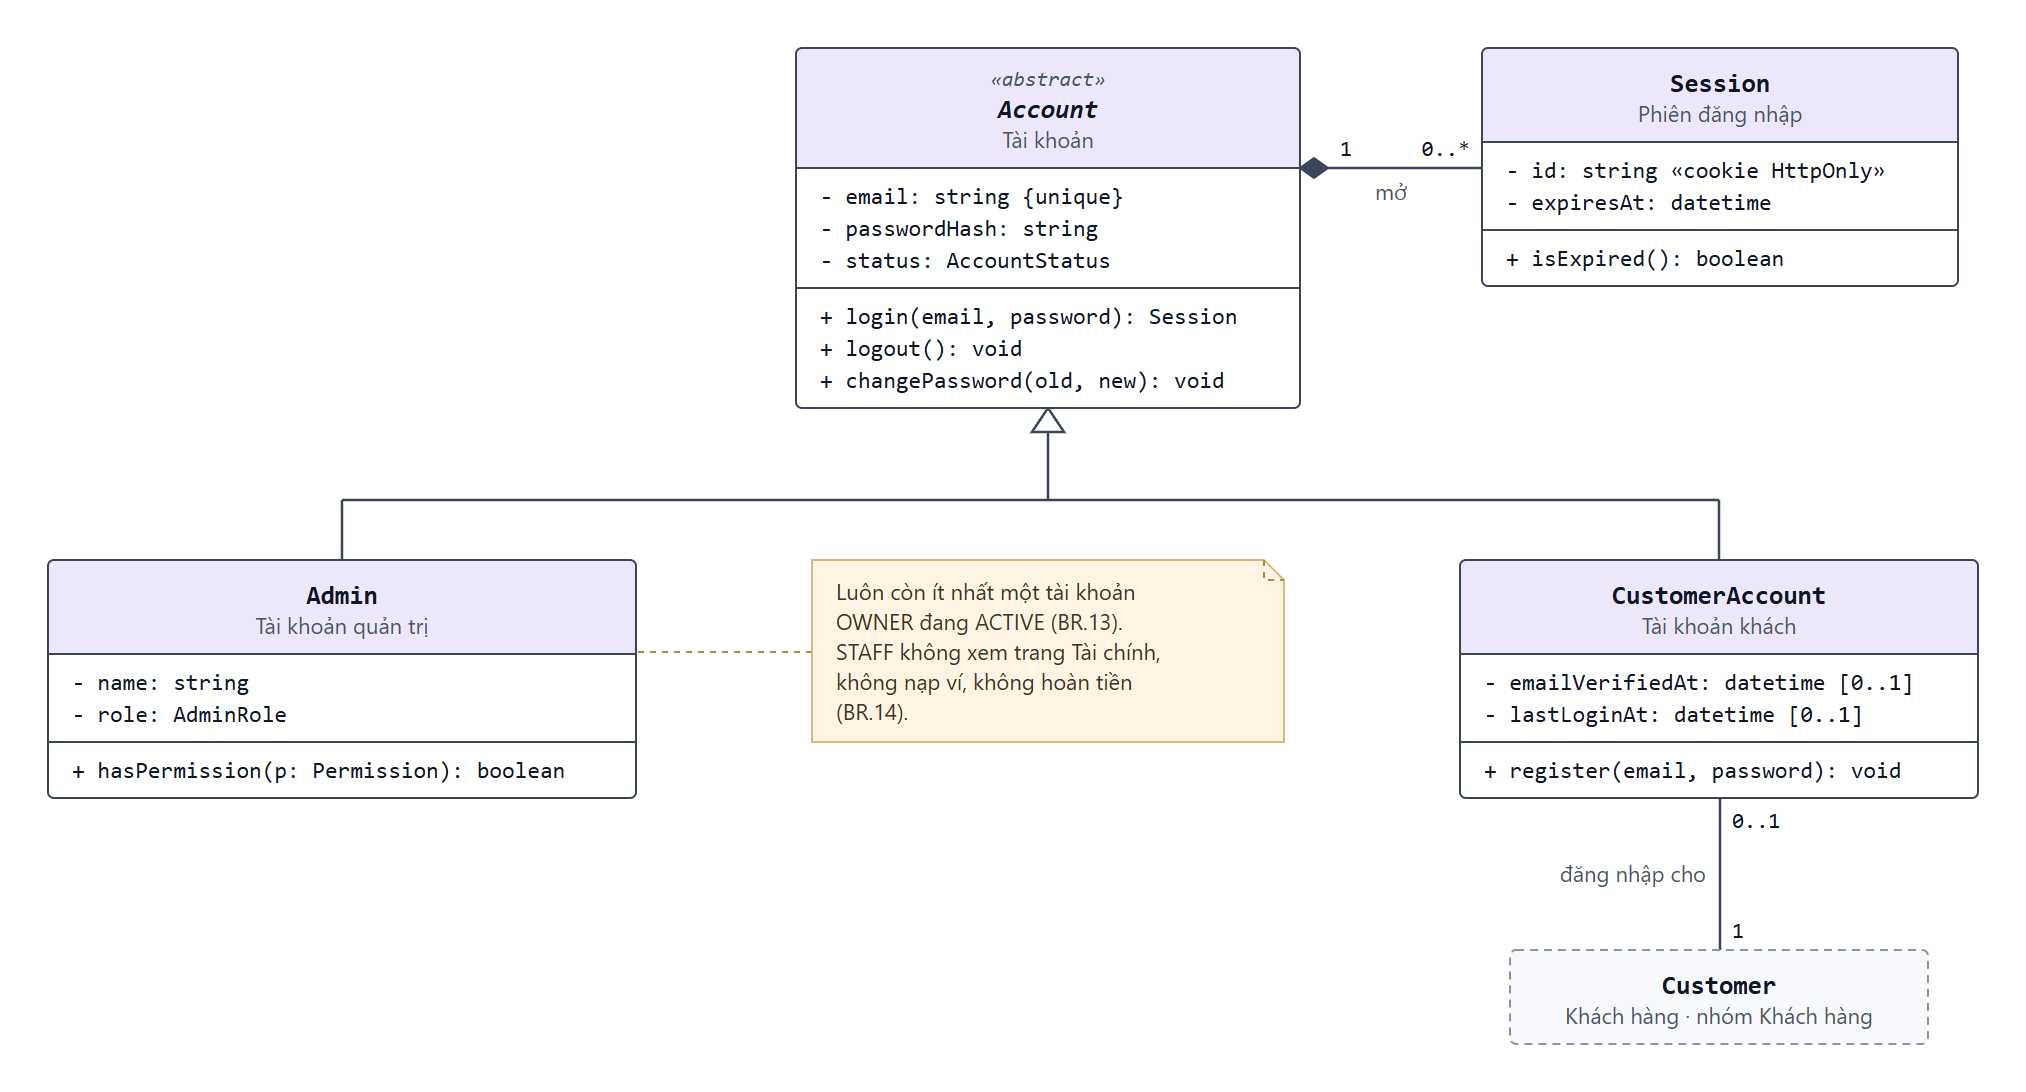 «abstract»
Account
Tài khoản
- email: string {unique}
- passwordHash: string
- status: AccountStatus
+ login(email, password): Session
+ logout(): void
+ changePassword(old, new): void
1
0..*
mở
Session
Phiên đăng nhập
- id: string «cookie HttpOnly»
- expiresAt: datetime
+ isExpired(): boolean
Admin
Tài khoản quản trị
- name: string
- role: AdminRole
+ hasPermission(p: Permission): boolean
Luôn còn ít nhất một tài khoản
OWNER đang ACTIVE (BR.13).
STAFF không xem trang Tài chính,
không nạp ví, không hoàn tiền
(BR.14).
CustomerAccount
Tài khoản khách
- emailVerifiedAt: datetime [0..1]
- lastLoginAt: datetime [0..1]
+ register(email, password): void
0..1
đăng nhập cho
1
Customer
Khách hàng · nhóm Khách hàng